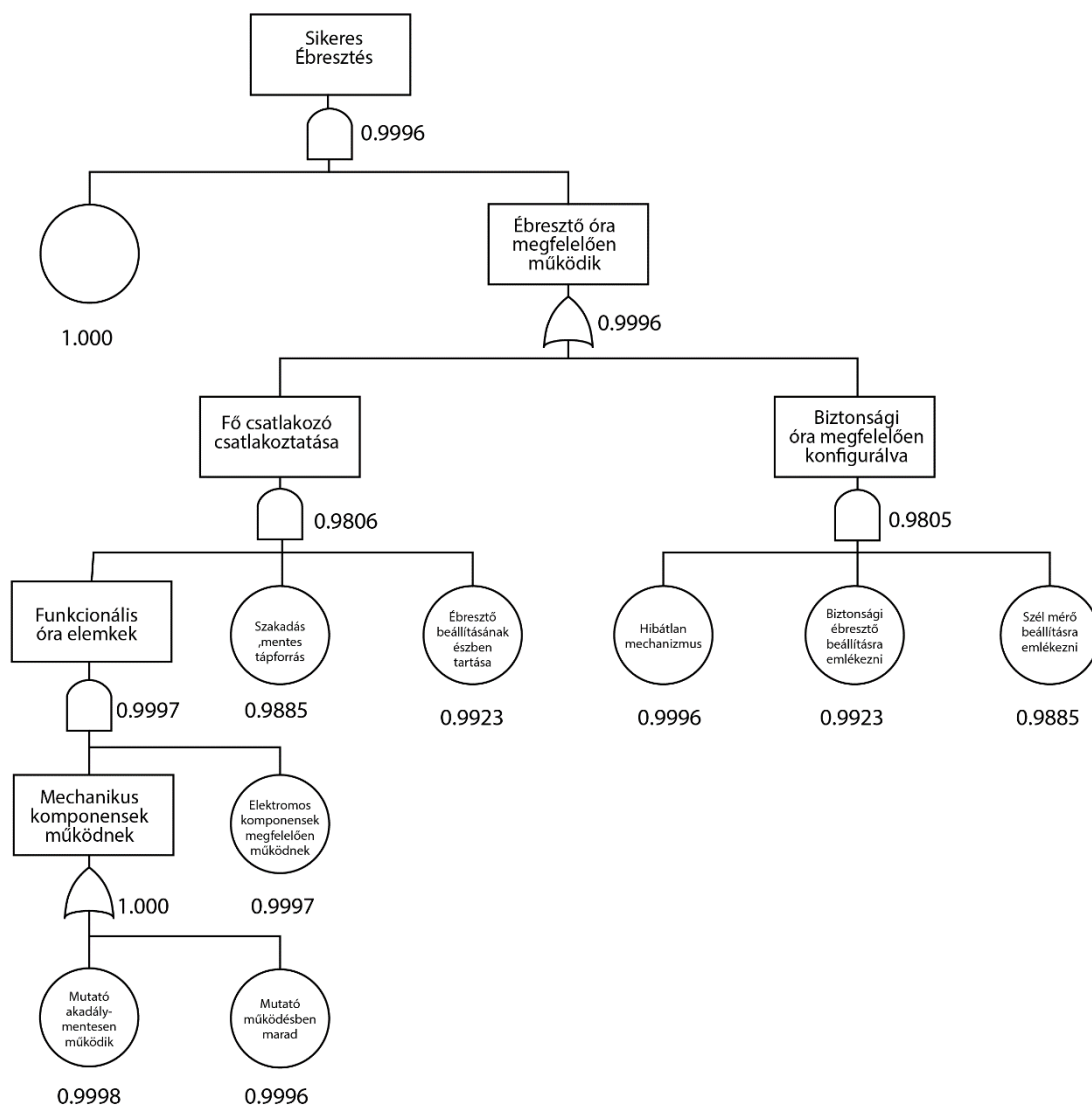 Sikeres
Ébresztés
0.9996
1.000
Ébresztő óra
megfelelően
működik
0.9996
Fő csatlakozó
csatlakoztatása
0.9806
Biztonsági
óra megfelelően
konfigurálva
0.9805
Funkcionális
óra elemkek
0.9997
Szakadás
,mentes
tápforrás
0.9885
Ébresztő
beállításának
észben
tartása
0.9923
Hibátlan
mechanizmus
0.9996
Biztonsági
ébresztő
beállításra
emlékezni
0.9923
Szél mérő
beállításra
emlékezni
0.9885
Mechanikus
komponensek
működnek
1.000
Elektromos
komponensek
megfelelően
működnek
0.9997
Mutató
akadály-
mentesen
működik
0.9998
Mutató
működésben
marad
0.9996